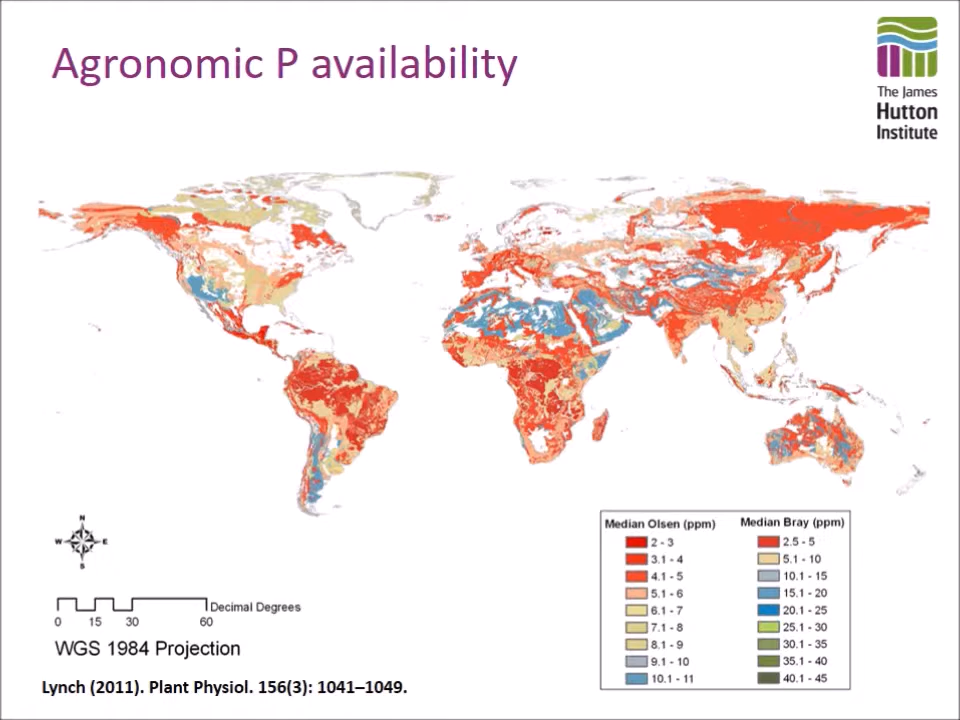 Agronomic P availability
The James
Hutton
Institute
N
W E
S
Decimal Degrees
0 15 30 60
WGS 1984 Projection
Lynch (2011). Plant Physiol. 156(3): 1041–1049.
Median Olsen (ppm)
2 - 3
3.1 - 4
4.1 - 5
5.1 - 6
6.1 - 7
7.1 - 8
8.1 - 9
9.1 - 10
10.1 - 11
Median Bray (ppm)
2.5 - 5
5.1 - 10
10.1 - 15
15.1 - 20
20.1 - 25
25.1 - 30
30.1 - 35
35.1 - 40
40.1 - 45